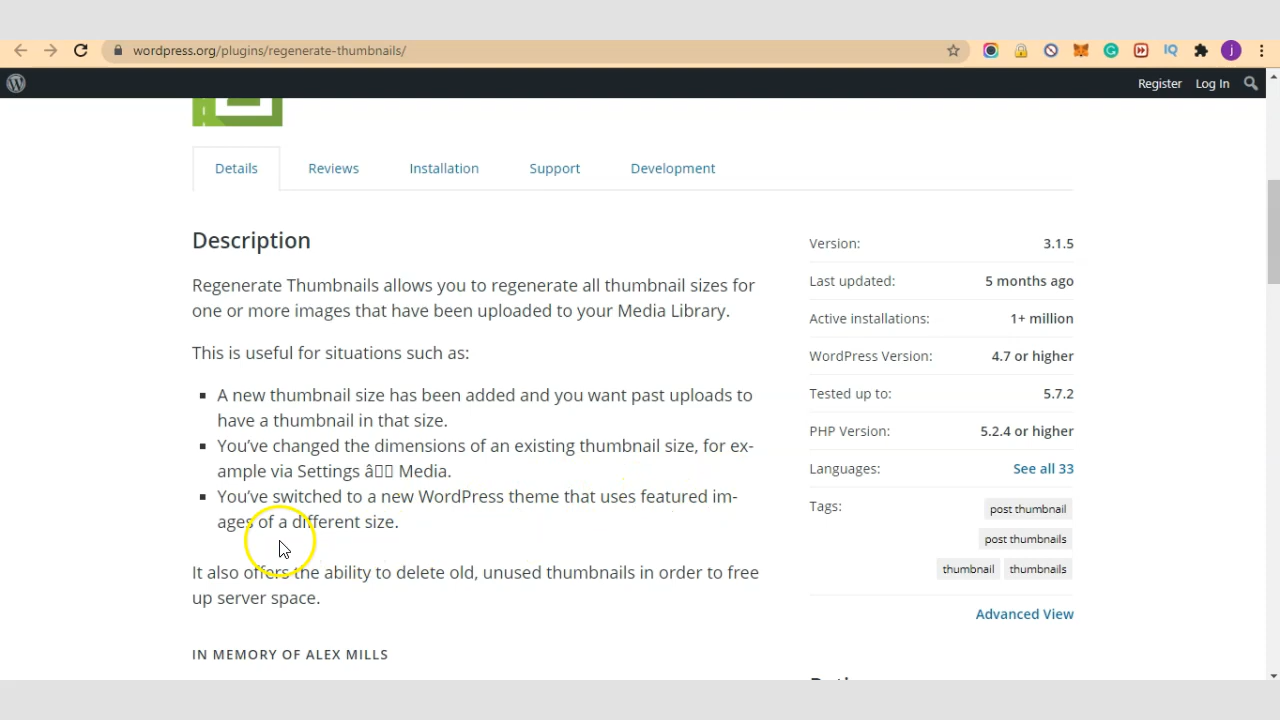 wordpress.org/plugins/regenerate-thumbnails/
j
Register Log In
Details Reviews Installation Support Development
Description
Regenerate Thumbnails allows you to regenerate all thumbnail sizes for
one or more images that have been uploaded to your Media Library.
This is useful for situations such as:
▪ A new thumbnail size has been added and you want past uploads to
have a thumbnail in that size.
▪ You’ve changed the dimensions of an existing thumbnail size, for ex-
ample via Settings â Media.
▪ You’ve switched to a new WordPress theme that uses featured im-
ages of a different size.
It also offers the ability to delete old, unused thumbnails in order to free
up server space.
IN MEMORY OF ALEX MILLS
Version: 3.1.5
Last updated: 5 months ago
Active installations: 1+ million
WordPress Version: 4.7 or higher
Tested up to: 5.7.2
PHP Version: 5.2.4 or higher
Languages: See all 33
Tags: post thumbnail
post thumbnails
thumbnail thumbnails
Advanced View